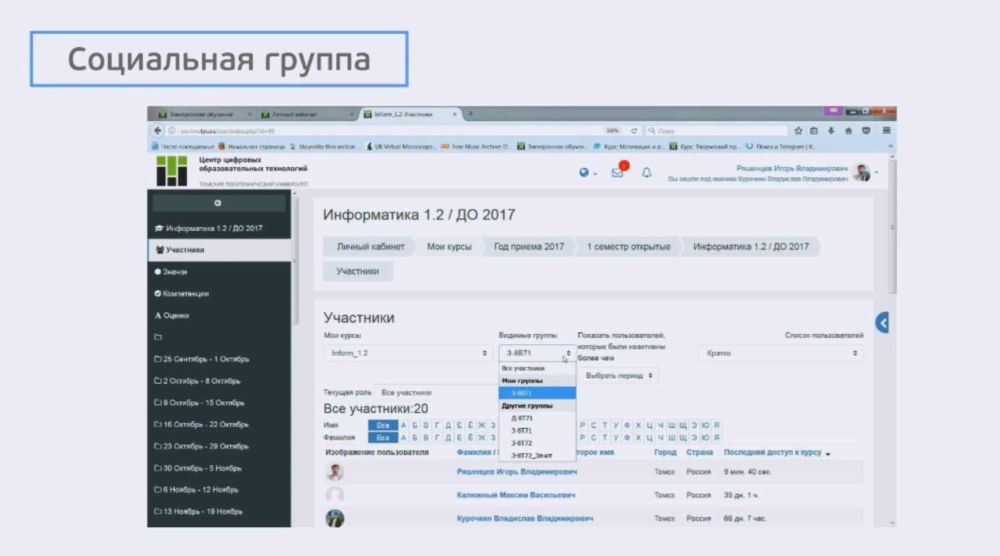 Социальная группа
Электронное обучение
Личный кабинет
Inform_1.2: Участники
eor.lms.tpu.ru/user/index.php?id=49
110%
Поиск
Часто посещаемые Начальная страница Staurolite thin section ... UK Virtual Microscope... Free Music Archive: D... Электронное обучен... Курс: Мотивация и р... Курс: Творческий пр... Почта и Telegram | K...
Центр цифровых
образовательных технологий
ТОМСКИЙ ПОЛИТЕХНИЧЕСКИЙ УНИВЕРСИТЕТ
1
Ряшенцев Игорь Владимирович
Вы зашли под именем Курочкин Владислав Владимирович
Информатика 1.2 / ДО 2017
Участники
Значки
Компетенции
Оценки
25 Сентябрь - 1 Октябрь
2 Октябрь - 8 Октябрь
9 Октябрь - 15 Октябрь
16 Октябрь - 22 Октябрь
23 Октябрь - 29 Октябрь
30 Октябрь - 5 Ноябрь
6 Ноябрь - 12 Ноябрь
13 Ноябрь - 19 Ноябрь
Информатика 1.2 / ДО 2017
Личный кабинет Мои курсы Год приема 2017 1 семестр открытые Информатика 1.2 / ДО 2017
Участники
Участники
Мои курсы
Inform_1.2
Видимые группы
З-8В71
Все участники
Мои группы
З-8В71
Другие группы
Д-8Т71
З-8Т71
З-8Т72
З-8Т72_Зачет
Показать пользователей,
которые были неактивны
более чем
Выбрать период
Список пользователей
Кратко
Текущая роль Все участники
Все участники:20
Имя Все А Б В Г Д Е Ё Ж З Р С Т У Ф Х Ц Ч Ш Щ Э Ю Я
Фамилия Все А Б В Г Д Е Ё Ж З Р С Т У Ф Х Ц Ч Ш Щ Э Ю Я
Изображение пользователя Фамилия / торое имя Город Страна Последний доступ к курсу
Ряшенцев Игорь Владимирович Томск Россия 9 мин. 40 сек.
Калюжный Максим Васильевич Томск Россия 35 дн. 1 ч.
Курочкин Владислав Владимирович Томск Россия 66 дн. 7 час.